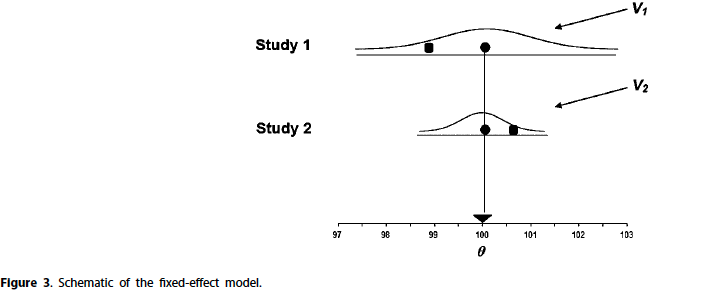 V1
Study 1
V2
Study 2
97 98 99 100 101 102 103
θ
Figure 3. Schematic of the fixed-effect model.